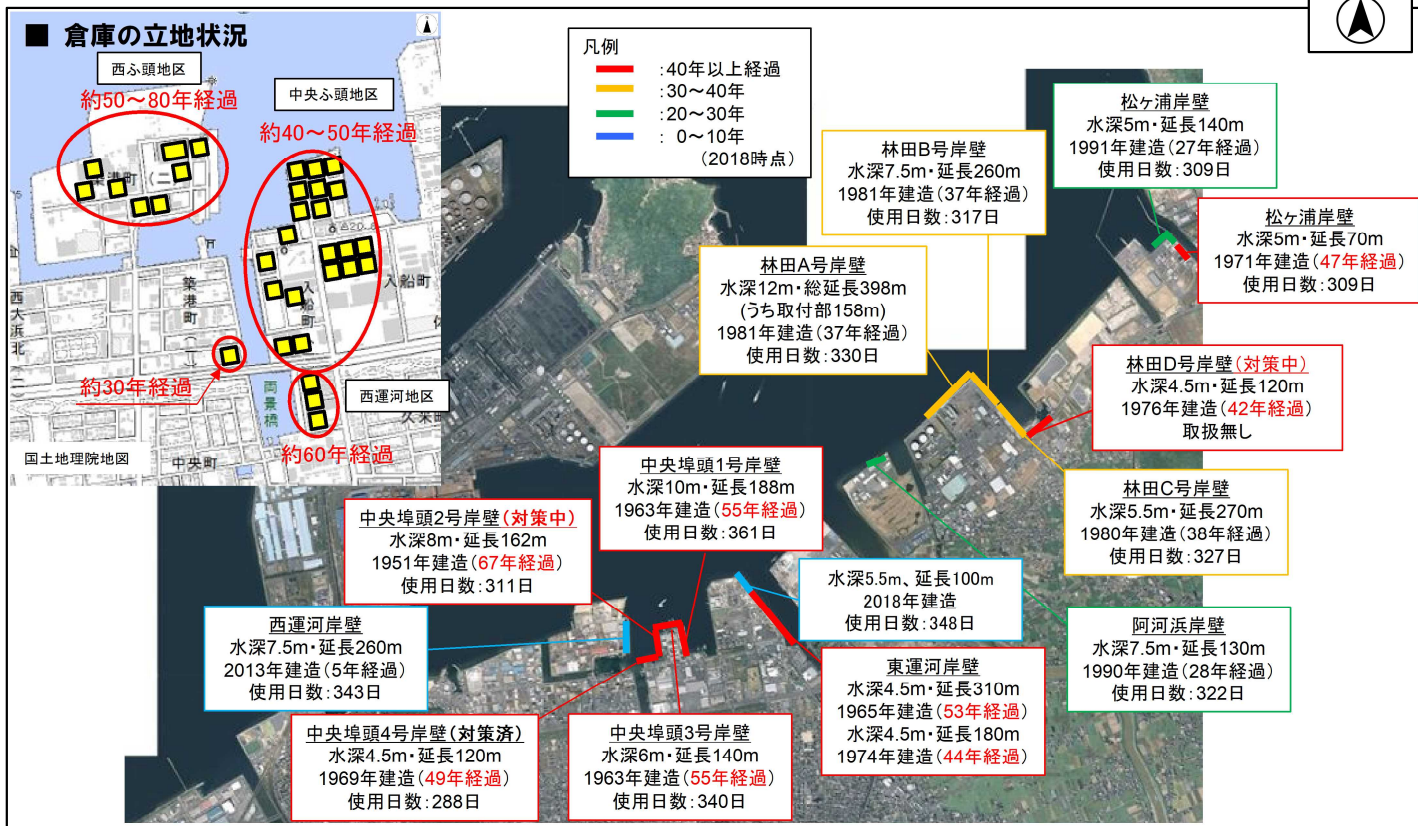 ■ 倉庫の立地状況
西ふ頭地区
約50～80年経過
中央ふ頭地区
約40～50年経過
築港町(二)
入船町
入船町
築港町(二)
西大浜北(二)
約30年経過
両景橋
西運河地区
久米町
約60年経過
中央町
国土地理院地図
凡例
:40年以上経過
:30～40年
:20～30年
: 0～10年
(2018時点)
松ヶ浦岸壁
水深5m・延長140m
1991年建造(27年経過)
使用日数:309日
林田B号岸壁
水深7.5m・延長260m
1981年建造(37年経過)
使用日数:317日
松ヶ浦岸壁
水深5m・延長70m
1971年建造(47年経過)
使用日数:309日
林田A号岸壁
水深12m・総延長398m
(うち取付部158m)
1981年建造(37年経過)
使用日数:330日
林田D号岸壁(対策中)
水深4.5m・延長120m
1976年建造(42年経過)
取扱無し
中央埠頭1号岸壁
水深10m・延長188m
1963年建造(55年経過)
使用日数:361日
林田C号岸壁
水深5.5m・延長270m
1980年建造(38年経過)
使用日数:327日
中央埠頭2号岸壁(対策中)
水深8m・延長162m
1951年建造(67年経過)
使用日数:311日
水深5.5m、延長100m
2018年建造
使用日数:348日
西運河岸壁
水深7.5m・延長260m
2013年建造(5年経過)
使用日数:343日
阿河浜岸壁
水深7.5m・延長130m
1990年建造(28年経過)
使用日数:322日
東運河岸壁
水深4.5m・延長310m
1965年建造(53年経過)
水深4.5m・延長180m
1974年建造(44年経過)
中央埠頭4号岸壁(対策済)
水深4.5m・延長120m
1969年建造(49年経過)
使用日数:288日
中央埠頭3号岸壁
水深6m・延長140m
1963年建造(55年経過)
使用日数:340日